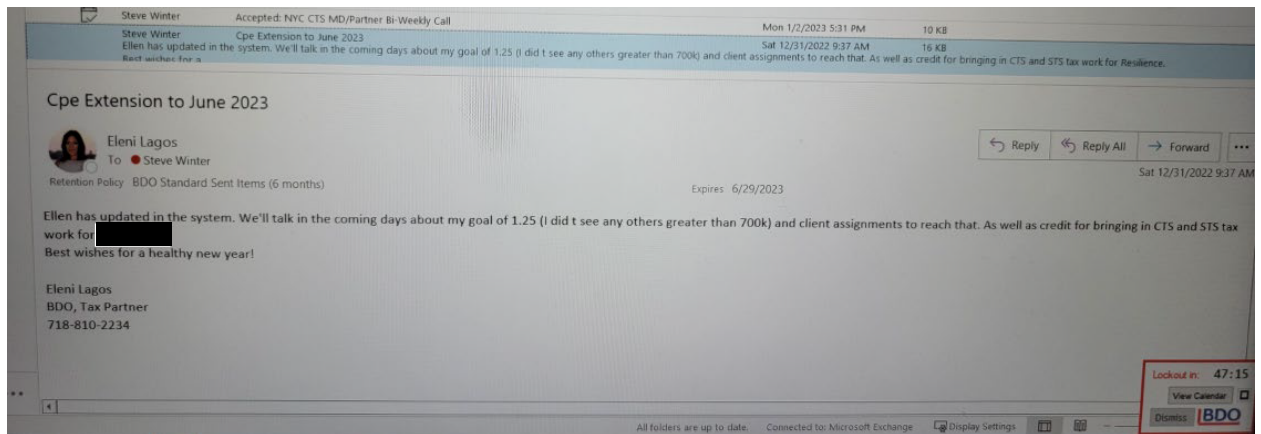 Steve Winter Accepted: NYC CTS MD/Partner Bi-Weekly Call Mon 1/2/2023 5:31 PM 10 KB
Steve Winter Cpe Extension to June 2023 Sat 12/31/2022 9:37 AM 16 KB
Ellen has updated in the system. We'll talk in the coming days about my goal of 1.25 (I did t see any others greater than 700k) and client assignments to reach that. As well as credit for bringing in CTS and STS tax work for Resilience.
Best wishes for a
Cpe Extension to June 2023
Eleni Lagos
To Steve Winter
Reply Reply All Forward ...
Sat 12/31/2022 9:37 AM
Retention Policy BDO Standard Sent Items (6 months) Expires 6/29/2023
Ellen has updated in the system. We'll talk in the coming days about my goal of 1.25 (I did t see any others greater than 700k) and client assignments to reach that. As well as credit for bringing in CTS and STS tax
work for
Best wishes for a healthy new year!
Eleni Lagos
BDO, Tax Partner
718-810-2234
Lockout in: 47:15
View Calendar
Dismiss BDO
All folders are up to date. Connected to: Microsoft Exchange Display Settings